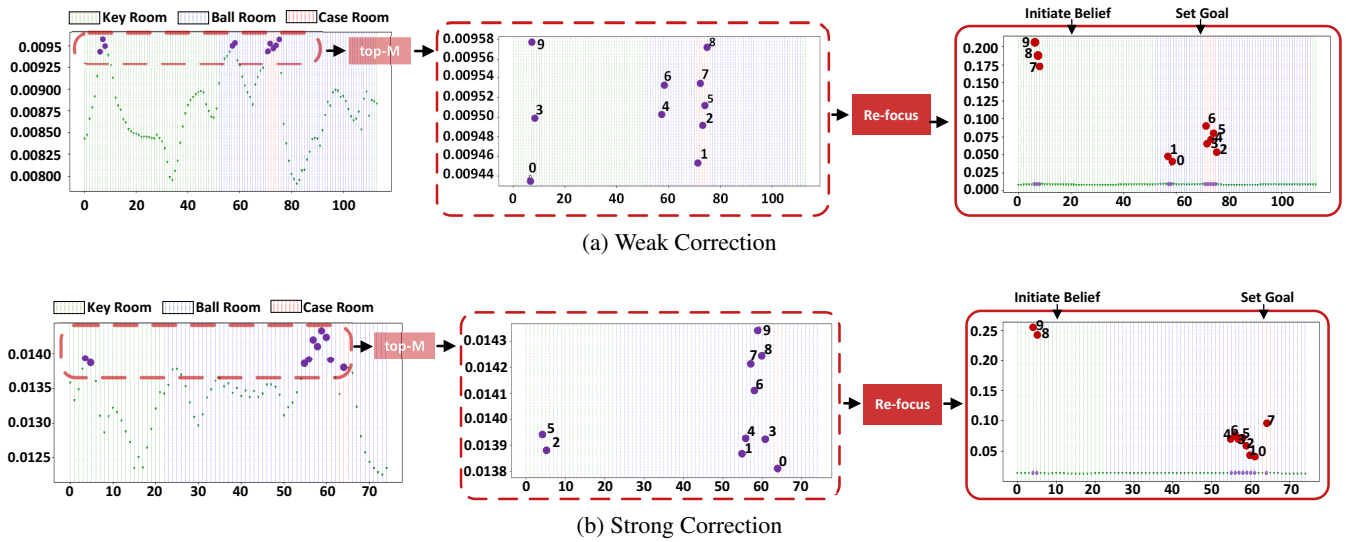 Key Room Ball Room Case Room
0.0095
0.00925
0.00900
0.00850
0.00825
0.00800
0 20 40 60 80 100
top-M
0.00958
0.00956
0.00954
0.00952
0.00950
0.00948
0.00946
0.00944
9 8 7 6 5 4 3 2 1 0
0 20 40 60 80 100
Re-focus
Initiate Belief Set Goal
0.200
0.175
0.150
0.125
0.100
0.075
0.050
0.025
0.000
9 8 7 6 5 4 3 2 1 0
0 20 40 60 80 100
(a) Weak Correction
Key Room Ball Room Case Room
0.0140
0.0135
0.0130
0.0125
0 10 20 30 40 50 60 70
top-M
0.0143
0.0142
0.0141
0.0140
0.0139
0.0138
9 8 7 6 5 4 3 2 1 0
0 10 20 30 40 50 60 70
Re-focus
Initiate Belief Set Goal
0.25
0.20
0.15
0.10
0.05
9 8 7 6 5 4 3 2 1 0
0 10 20 30 40 50 60 70
(b) Strong Correction